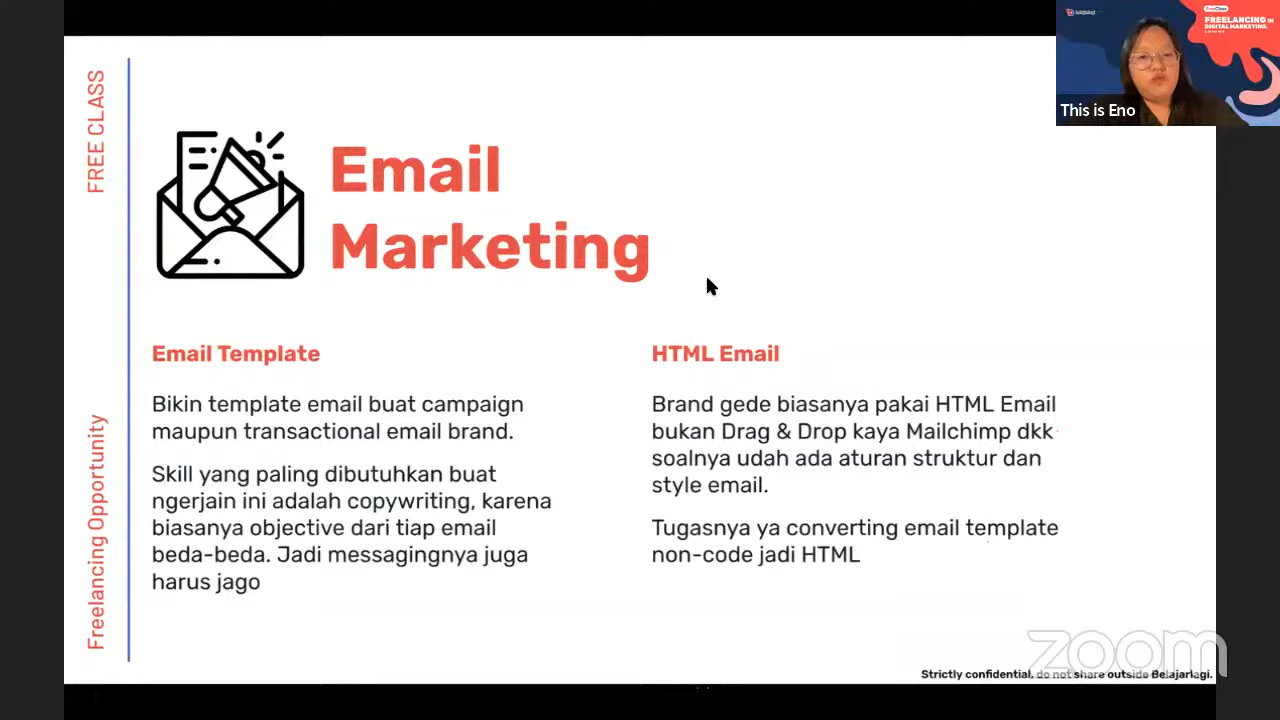 FREE CLASS
Freelancing Opportunity
Email
Marketing
Email Template
Bikin template email buat campaign
maupun transactional email brand.
Skill yang paling dibutuhkan buat
ngerjain ini adalah copywriting, karena
biasanya objective dari tiap email
beda-beda. Jadi messagingnya juga
harus jago
HTML Email
Brand gede biasanya pakai HTML Email
bukan Drag & Drop kaya Mailchimp dkk
soalnya udah ada aturan struktur dan
style email.
Tugasnya ya converting email template
non-code jadi HTML
FREELANCING IN
DIGITAL MARKETING.
This is Eno
zoom
Strictly confidential, do not share outside Belajarlagi.